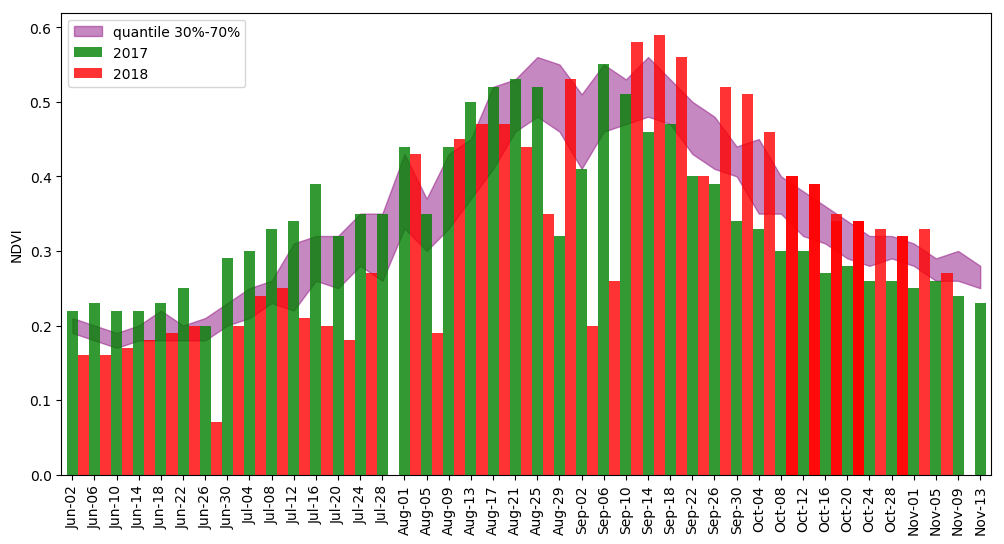 quantile 30%-70%
2017
2018
NDVI
0.6
0.5
0.4
0.3
0.2
0.1
0.0
Jun-02
Jun-06
Jun-10
Jun-14
Jun-18
Jun-22
Jun-26
Jun-30
Jul-04
Jul-08
Jul-12
Jul-16
Jul-20
Jul-24
Jul-28
Aug-01
Aug-05
Aug-09
Aug-13
Aug-17
Aug-21
Aug-25
Aug-29
Sep-02
Sep-06
Sep-10
Sep-14
Sep-18
Sep-22
Sep-26
Sep-30
Oct-04
Oct-08
Oct-12
Oct-16
Oct-20
Oct-24
Oct-28
Nov-01
Nov-05
Nov-09
Nov-13